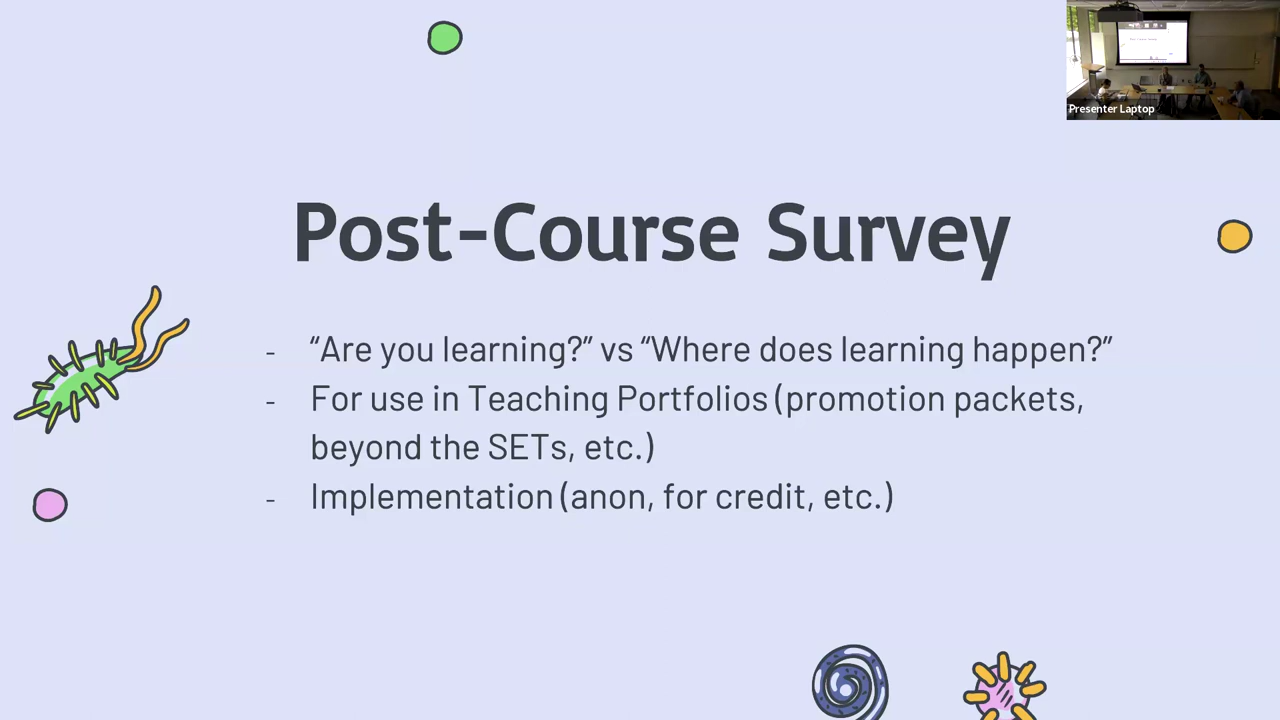 Presenter Laptop
Post-Course Survey
- “Are you learning?” vs “Where does learning happen?”
- For use in Teaching Portfolios (promotion packets,
beyond the SETs, etc.)
- Implementation (anon, for credit, etc.)